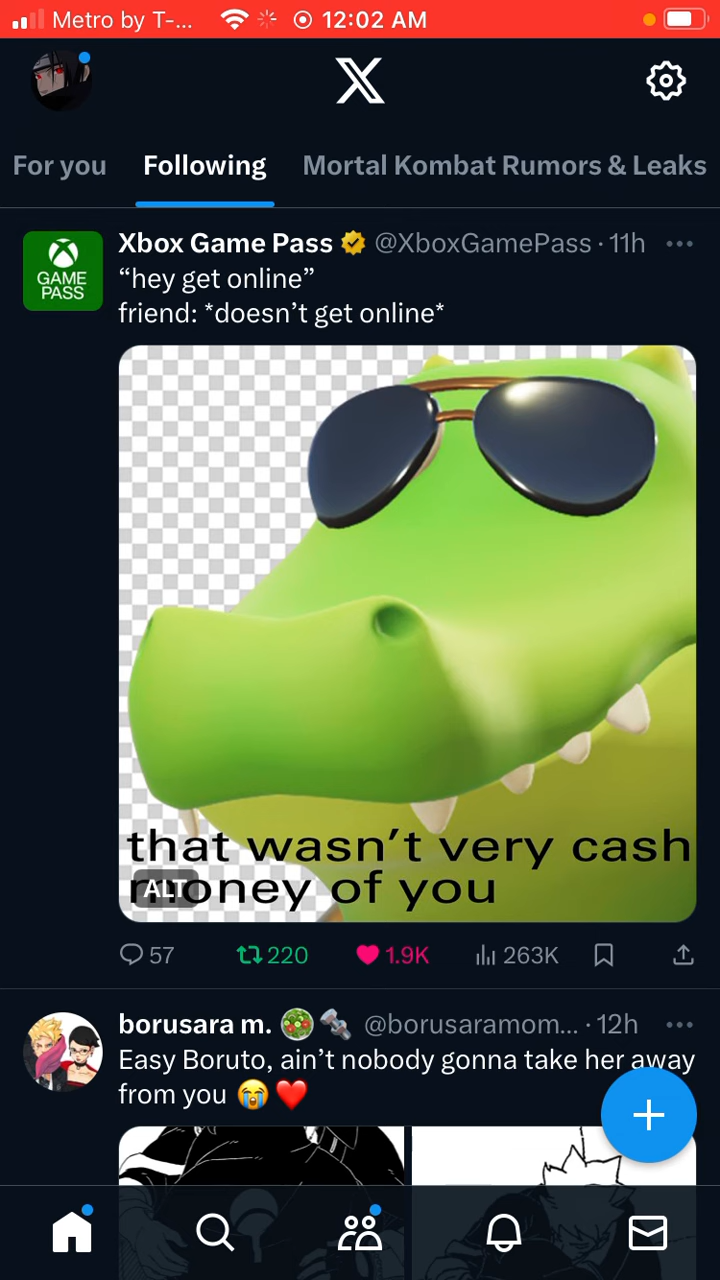 Metro by T-... 12:02 AM
For you Following Mortal Kombat Rumors & Leaks
Xbox Game Pass @XboxGamePass · 11h
GAME
PASS
“hey get online”
friend: *doesn’t get online*
that wasn’t very cash
money of you
ALT
57 220 1.9K 263K
borusara m. 🥗🔩 @borusaramom... · 12h
Easy Boruto, ain’t nobody gonna take her away
from you 😭❤️